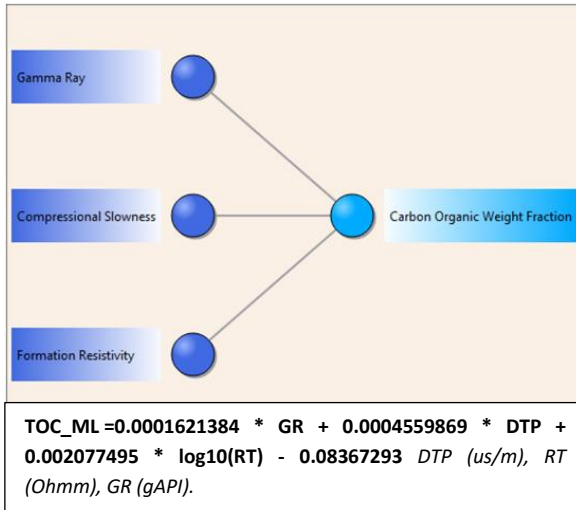 Gamma Ray
Compressional Slowness
Carbon Organic Weight Fraction
Formation Resistivity
TOC_ML =0.0001621384 * GR + 0.0004559869 * DTP +
0.002077495 * log10(RT) - 0.08367293 DTP (us/m), RT
(Ohmm), GR (gAPI).